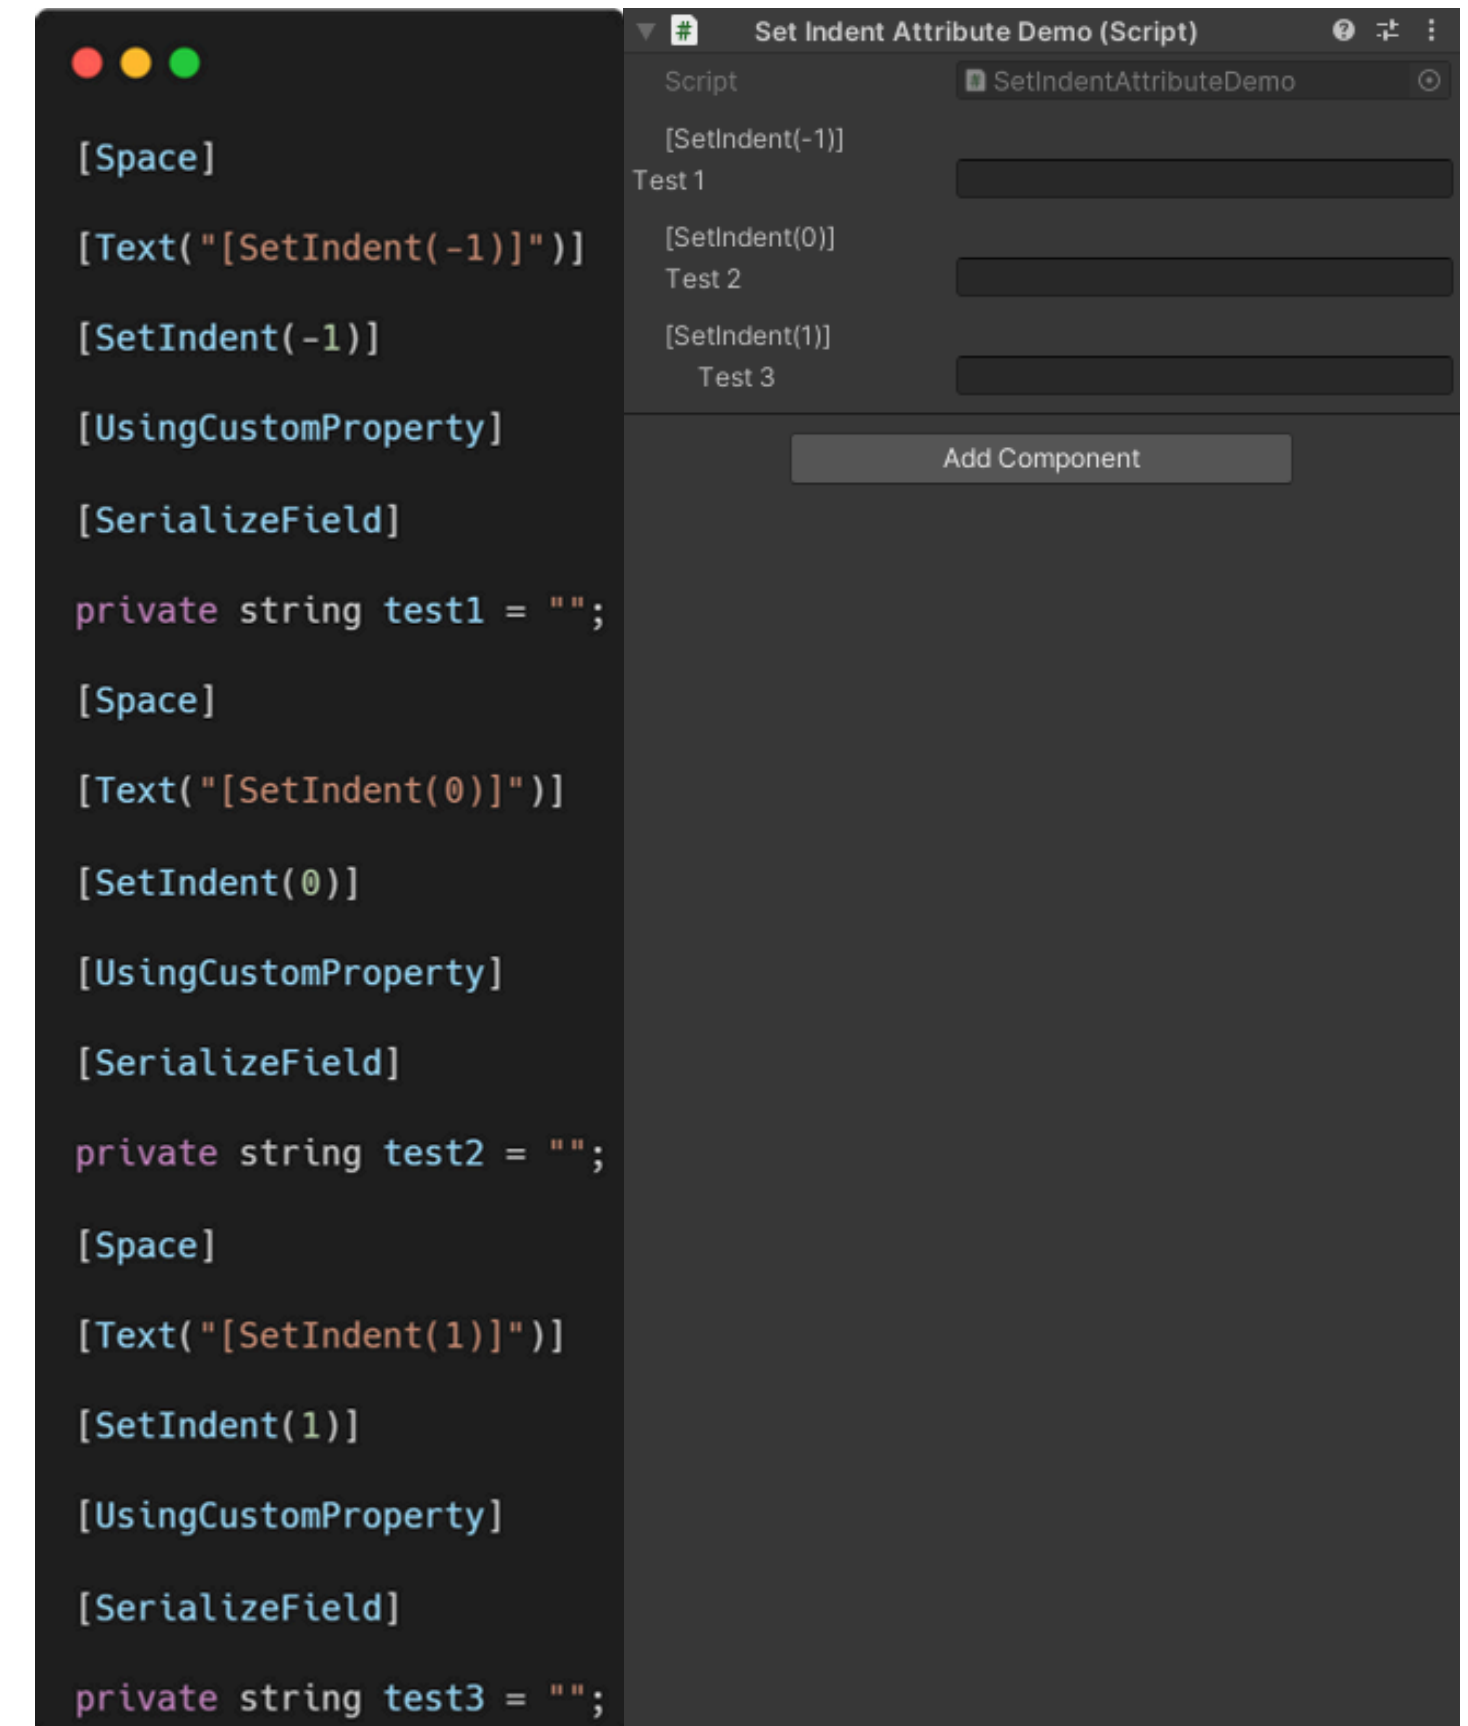 [Space]
[Text("[SetIndent(-1)]")]
[SetIndent(-1)]
[UsingCustomProperty]
[SerializeField]
private string test1 = "";
[Space]
[Text("[SetIndent(0)]")]
[SetIndent(0)]
[UsingCustomProperty]
[SerializeField]
private string test2 = "";
[Space]
[Text("[SetIndent(1)]")]
[SetIndent(1)]
[UsingCustomProperty]
[SerializeField]
private string test3 = "";
# Set Indent Attribute Demo (Script)
Script # SetIndentAttributeDemo
[SetIndent(-1)]
Test 1
[SetIndent(0)]
Test 2
[SetIndent(1)]
Test 3
Add Component